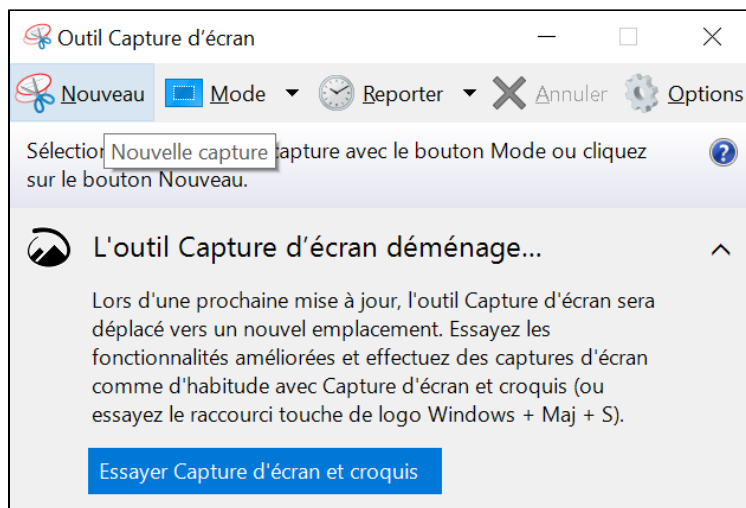 Outil Capture d’écran
Nouveau Mode Reporter Annuler Options
Nouvelle capture
Sélection capture avec le bouton Mode ou cliquez
sur le bouton Nouveau.
L'outil Capture d’écran déménage...
Lors d'une prochaine mise à jour, l'outil Capture d'écran sera
déplacé vers un nouvel emplacement. Essayez les
fonctionnalités améliorées et effectuez des captures d'écran
comme d'habitude avec Capture d'écran et croquis (ou
essayez le raccourci touche de logo Windows + Maj + S).
Essayer Capture d'écran et croquis